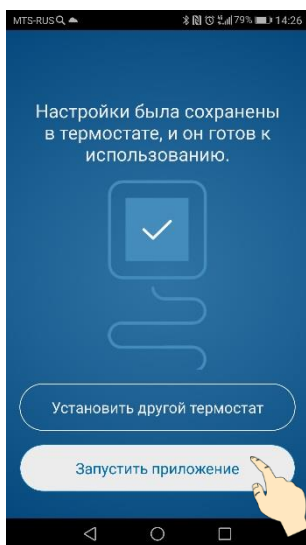 MTS-RUS 79% 14:26
Настройки была сохранены
в термостате, и он готов к
использованию.
Установить другой термостат
Запустить приложение